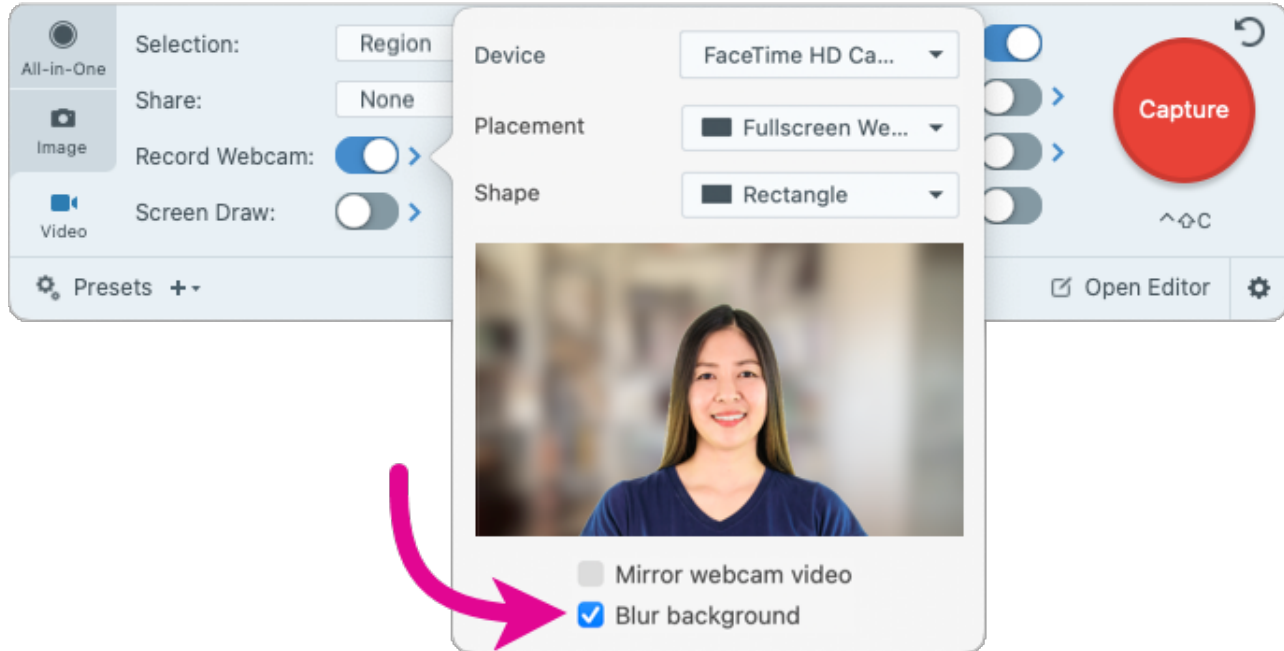 All-in-One
Image
Video
Selection:
Region
Share:
None
Record Webcam:
Screen Draw:
Device
FaceTime HD Ca...
Placement
Fullscreen We...
Shape
Rectangle
Mirror webcam video
Blur background
Capture
^⇧C
Presets
Open Editor